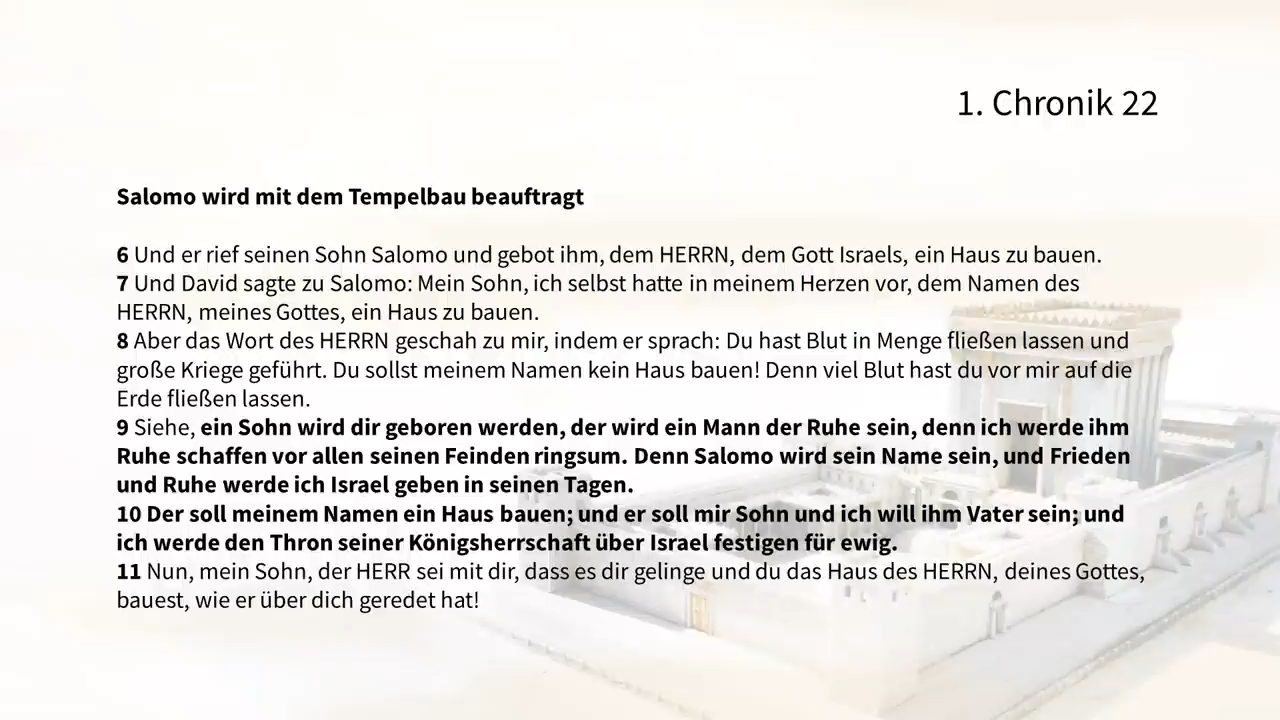 1. Chronik 22
Salomo wird mit dem Tempelbau beauftragt
6 Und er rief seinen Sohn Salomo und gebot ihm, dem HERRN, dem Gott Israels, ein Haus zu bauen.
7 Und David sagte zu Salomo: Mein Sohn, ich selbst hatte in meinem Herzen vor, dem Namen des
HERRN, meines Gottes, ein Haus zu bauen.
8 Aber das Wort des HERRN geschah zu mir, indem er sprach: Du hast Blut in Menge fließen lassen und
große Kriege geführt. Du sollst meinem Namen kein Haus bauen! Denn viel Blut hast du vor mir auf die
Erde fließen lassen.
9 Siehe, ein Sohn wird dir geboren werden, der wird ein Mann der Ruhe sein, denn ich werde ihm
Ruhe schaffen vor allen seinen Feinden ringsum. Denn Salomo wird sein Name sein, und Frieden
und Ruhe werde ich Israel geben in seinen Tagen.
10 Der soll meinem Namen ein Haus bauen; und er soll mir Sohn und ich will ihm Vater sein; und
ich werde den Thron seiner Königsherrschaft über Israel festigen für ewig.
11 Nun, mein Sohn, der HERR sei mit dir, dass es dir gelinge und du das Haus des HERRN, deines Gottes,
bauest, wie er über dich geredet hat!